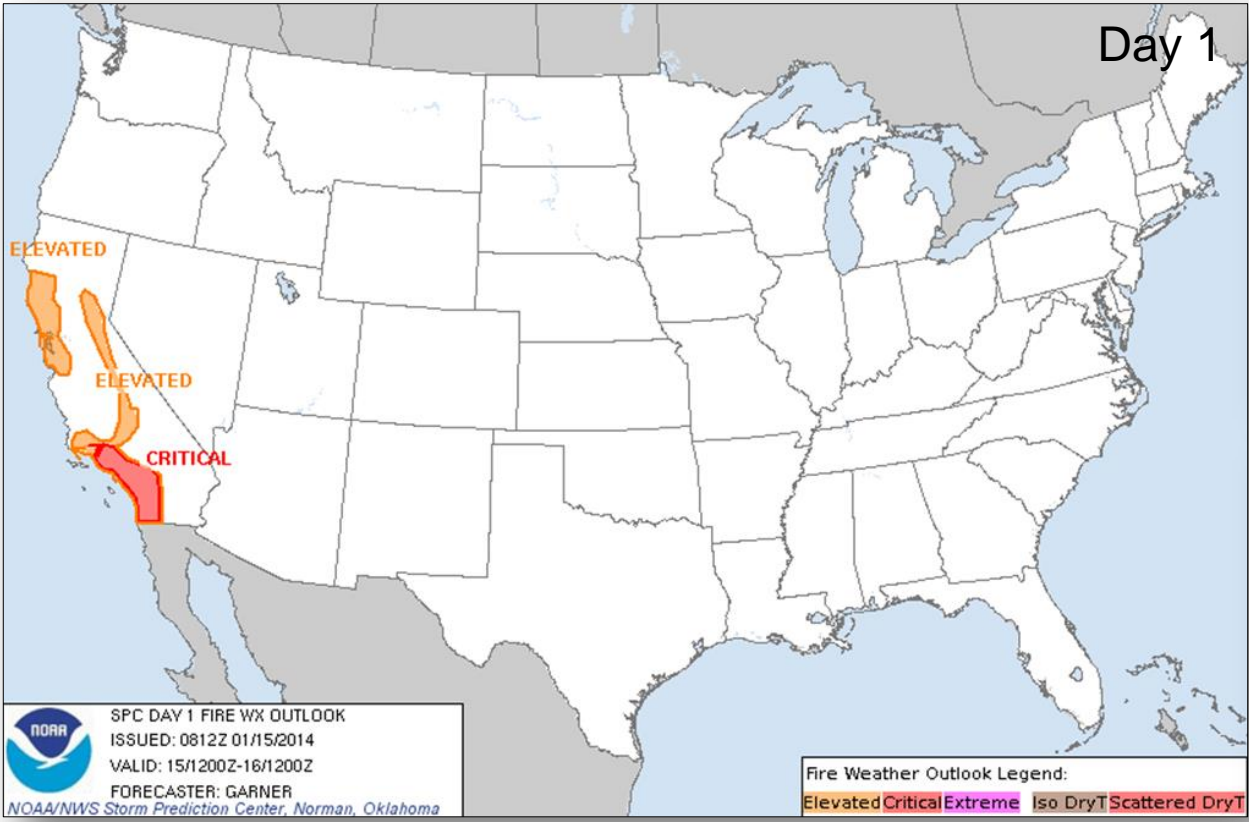 Day 1
ELEVATED
ELEVATED
CRITICAL
NOAA
SPC DAY 1 FIRE WX OUTLOOK
ISSUED: 0812Z 01/15/2014
VALID: 15/1200Z-16/1200Z
FORECASTER: GARNER
NOAA/NWS Storm Prediction Center, Norman, Oklahoma
Fire Weather Outlook Legend:
Elevated Critical Extreme Iso DryT Scattered DryT